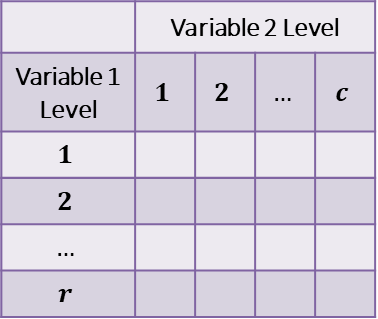 Variable 2 Level
Variable 1
Level
1 2 ... c
1
2
...
r